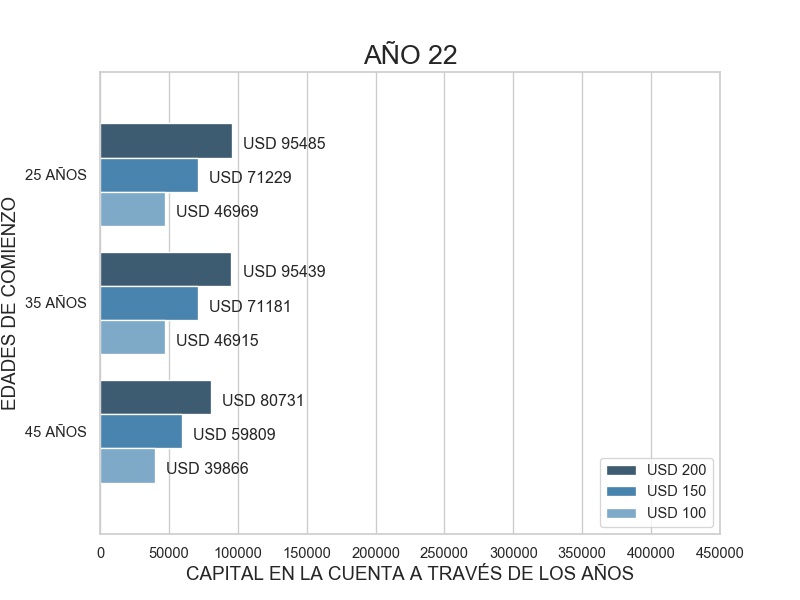 AÑO 22
EDADES DE COMIENZO
25 AÑOS
USD 95485
USD 71229
USD 46969
35 AÑOS
USD 95439
USD 71181
USD 46915
45 AÑOS
USD 80731
USD 59809
USD 39866
USD 200
USD 150
USD 100
0 50000 100000 150000 200000 250000 300000 350000 400000 450000
CAPITAL EN LA CUENTA A TRAVÉS DE LOS AÑOS